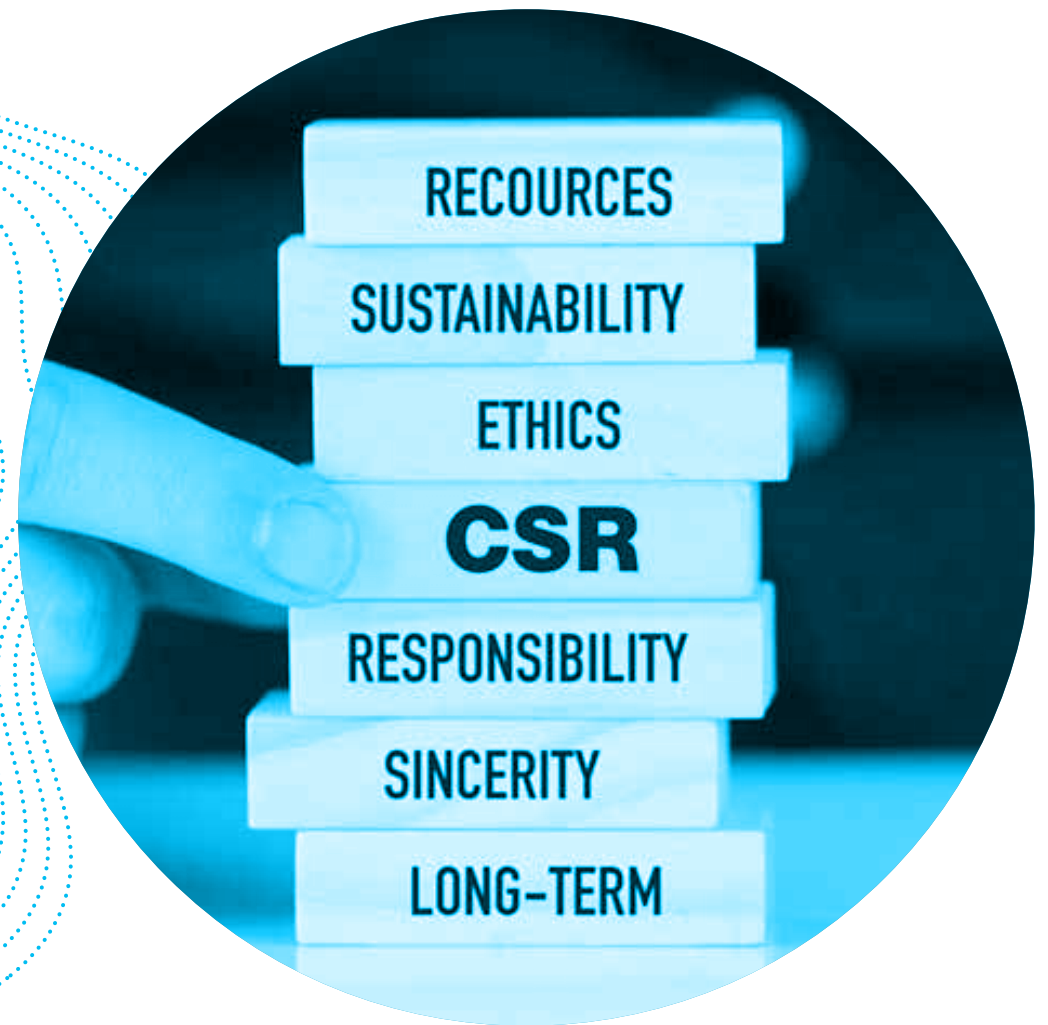 RECOURCES
SUSTAINABILITY
ETHICS
CSR
RESPONSIBILITY
SINCERITY
LONG-TERM